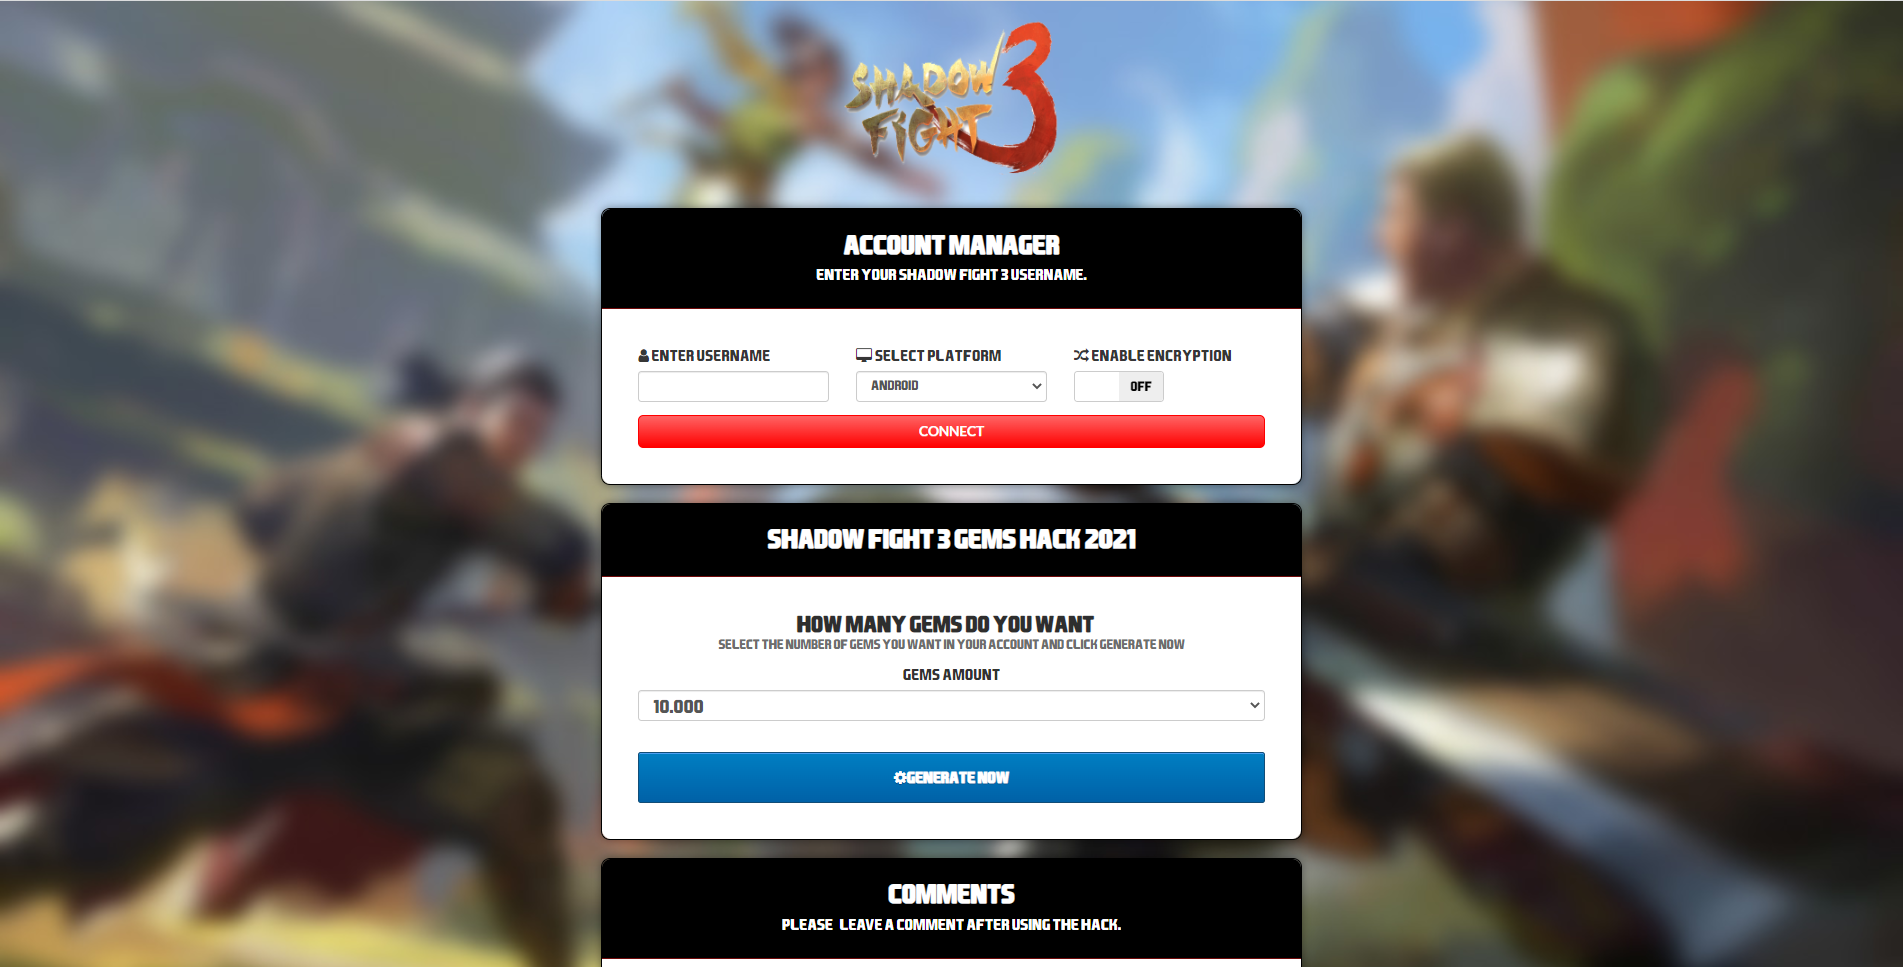 SHADOW
FIGHT 3
ACCOUNT MANAGER
ENTER YOUR SHADOW FIGHT 3 USERNAME.
ENTER USERNAME
SELECT PLATFORM
ENABLE ENCRYPTION
ANDROID
OFF
CONNECT
SHADOW FIGHT 3 GEMS HACK 2021
HOW MANY GEMS DO YOU WANT
SELECT THE NUMBER OF GEMS YOU WANT IN YOUR ACCOUNT AND CLICK GENERATE NOW
GEMS AMOUNT
10.000
GENERATE NOW
COMMENTS
PLEASE LEAVE A COMMENT AFTER USING THE HACK.